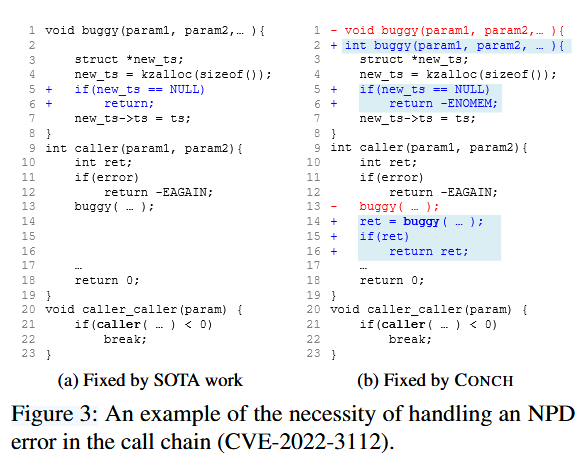 1 void buggy(param1, param2,… ){
2
3 struct *new_ts;
4 new_ts = kzalloc(sizeof());
5 + if(new_ts == NULL)
6 + return;
7 new_ts->ts = ts;
8 }
9 int caller(param1, param2){
10 int ret;
11 if(error)
12 return -EAGAIN;
13 buggy( … );
14
15
16
17 …
18 return 0;
19 }
20 void caller_caller(param) {
21 if(caller( … ) < 0)
22 break;
23 }
(a) Fixed by SOTA work
1 - void buggy(param1, param2,… ){
2 + int buggy(param1, param2, … ){
3 struct *new_ts;
4 new_ts = kzalloc(sizeof());
5 + if(new_ts == NULL)
6 + return -ENOMEM;
7 new_ts->ts = ts;
8 }
9 int caller(param1, param2){
10 int ret;
11 if(error)
12 return -EAGAIN;
13 - buggy( … );
14 + ret = buggy( … );
15 + if(ret)
16 + return ret;
17 …
18 return 0;
19 }
20 void caller_caller(param) {
21 if(caller( … ) < 0)
22 break;
23 }
(b) Fixed by CONCH
Figure 3: An example of the necessity of handling an NPD
error in the call chain (CVE-2022-3112).